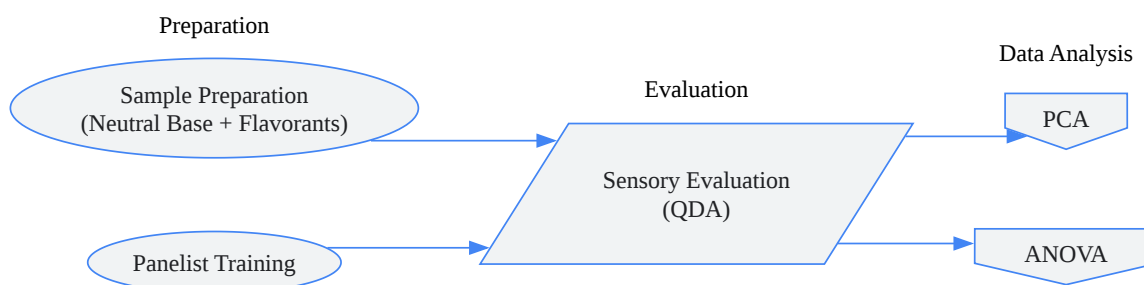 Preparation
Sample Preparation
(Neutral Base + Flavorants)
Panelist Training
Evaluation
Sensory Evaluation
(QDA)
Data Analysis
PCA
ANOVA